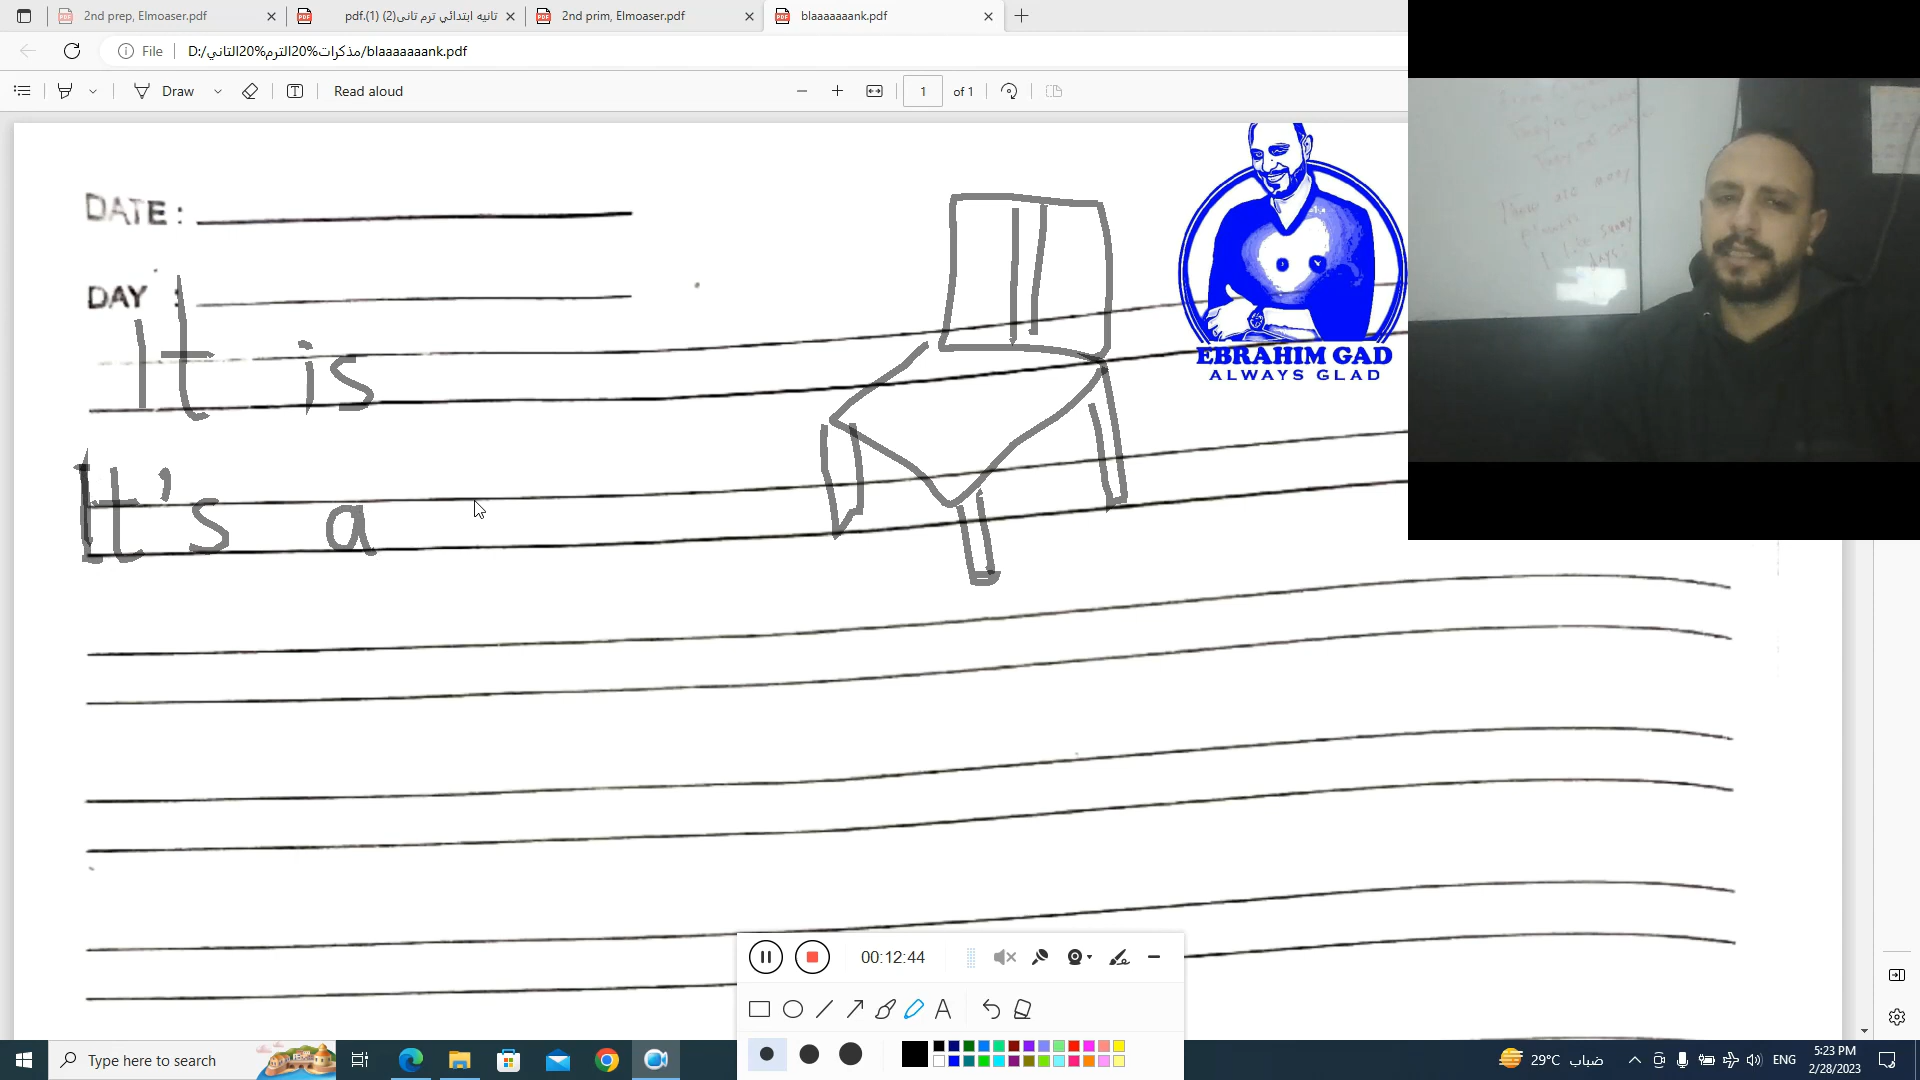 2nd prep, Elmoaser.pdf
تانيه ابتدائي ترم تانى(2) (1).pdf
2nd prim, Elmoaser.pdf
blaaaaaaank.pdf
File
D:/مذكرات%20الترم%20التاني/blaaaaaaank.pdf
Draw
Read aloud
1
of 1
DATE :
DAY :
It is
It's a
EBRAHIM GAD
ALWAYS GLAD
00:12:44
Type here to search
29°C ضباب
ENG
5:23 PM
2/28/2023